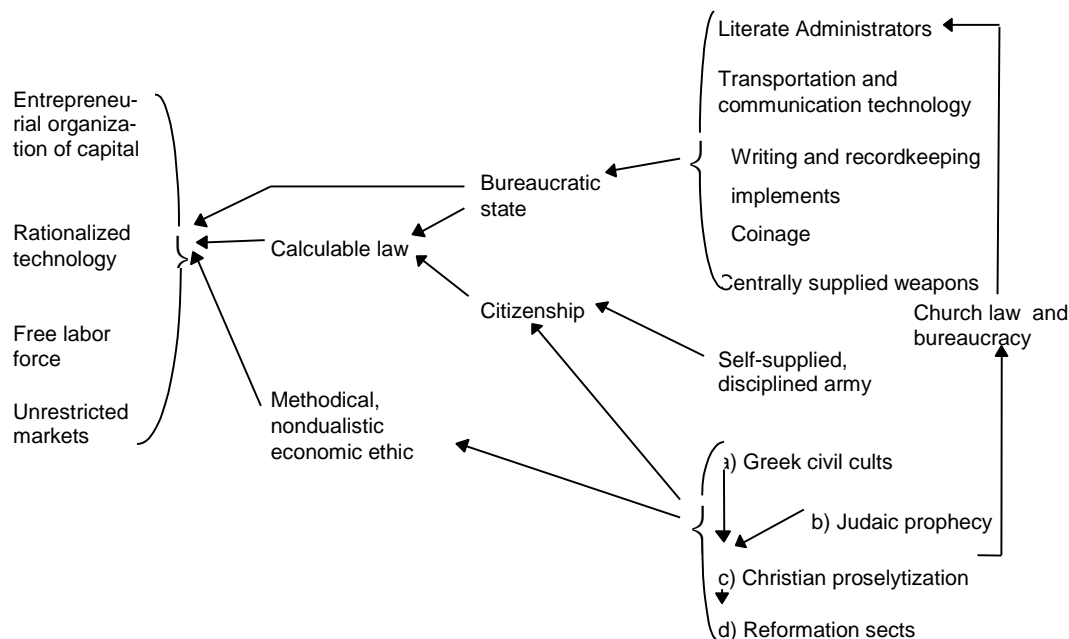 Entrepreneu-
rial organiza-
tion of capital
Rationalized
technology
Free labor
force
Unrestricted
markets
Calculable law
Methodical,
nondualistic
economic ethic
Bureaucratic
state
Citizenship
Literate Administrators
Transportation and
communication technology
Writing and recordkeeping
implements
Coinage
Centrally supplied weapons
Church law and
bureaucracy
Self-supplied,
disciplined army
a) Greek civil cults
b) Judaic prophecy
c) Christian proselytization
d) Reformation sects